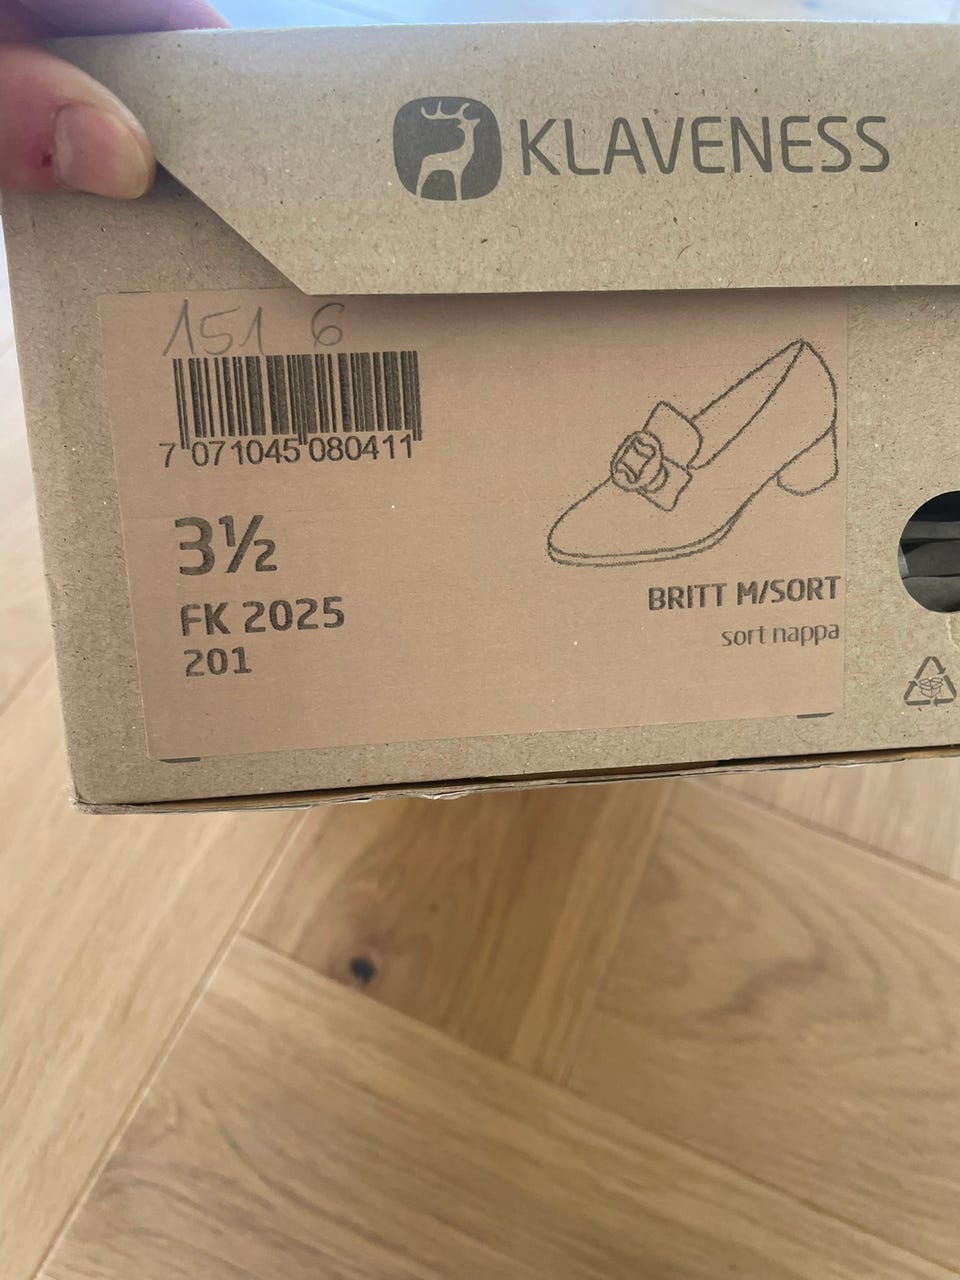 KLAVENESS
151 6
7 071045 080411
3½
FK 2025
201
BRITT M/SORT
sort nappa